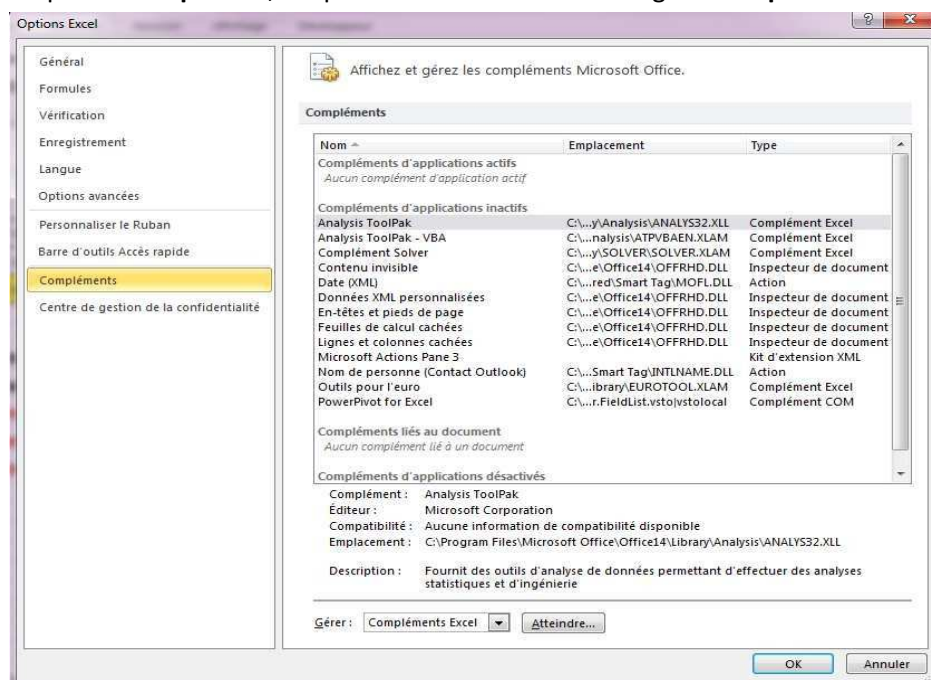 Options Excel
Général
Formules
Vérification
Enregistrement
Langue
Options avancées
Personnaliser le Ruban
Barre d'outils Accès rapide
Compléments
Centre de gestion de la confidentialité
Affichez et gérez les compléments Microsoft Office.
Compléments
Nom Emplacement Type
Compléments d'applications actifs
Aucun complément d'application actif
Compléments d'applications inactifs
Analysis ToolPak C:\...y\Analysis\ANALYS32.XLL Complément Excel
Analysis ToolPak - VBA C:\...nalysis\ATPVBAEN.XLAM Complément Excel
Complément Solver C:\...y\SOLVER\SOLVER.XLAM Complément Excel
Contenu invisible C:\...e\Office14\OFFRHD.DLL Inspecteur de document
Date (XML) C:\...red\Smart Tag\MOFL.DLL Action
Données XML personnalisées C:\...e\Office14\OFFRHD.DLL Inspecteur de document
En-têtes et pieds de page C:\...e\Office14\OFFRHD.DLL Inspecteur de document
Feuilles de calcul cachées C:\...e\Office14\OFFRHD.DLL Inspecteur de document
Lignes et colonnes cachées C:\...e\Office14\OFFRHD.DLL Inspecteur de document
Microsoft Actions Pane 3 Kit d'extension XML
Nom de personne (Contact Outlook) C:\...Smart Tag\INTLNAME.DLL Action
Outils pour l'euro C:\...ibrary\EUROTOOL.XLAM Complément Excel
PowerPivot for Excel C:\...r.FieldList.vsto|vstolocal Complément COM
Compléments liés au document
Aucun complément lié à un document
Compléments d'applications désactivés
Complément : Analysis ToolPak
Éditeur : Microsoft Corporation
Compatibilité : Aucune information de compatibilité disponible
Emplacement : C:\Program Files\Microsoft Office\Office14\Library\Analysis\ANALYS32.XLL
Description : Fournit des outils d'analyse de données permettant d'effectuer des analyses
statistiques et d'ingénierie
Gérer : Compléments Excel Atteindre...
OK Annuler